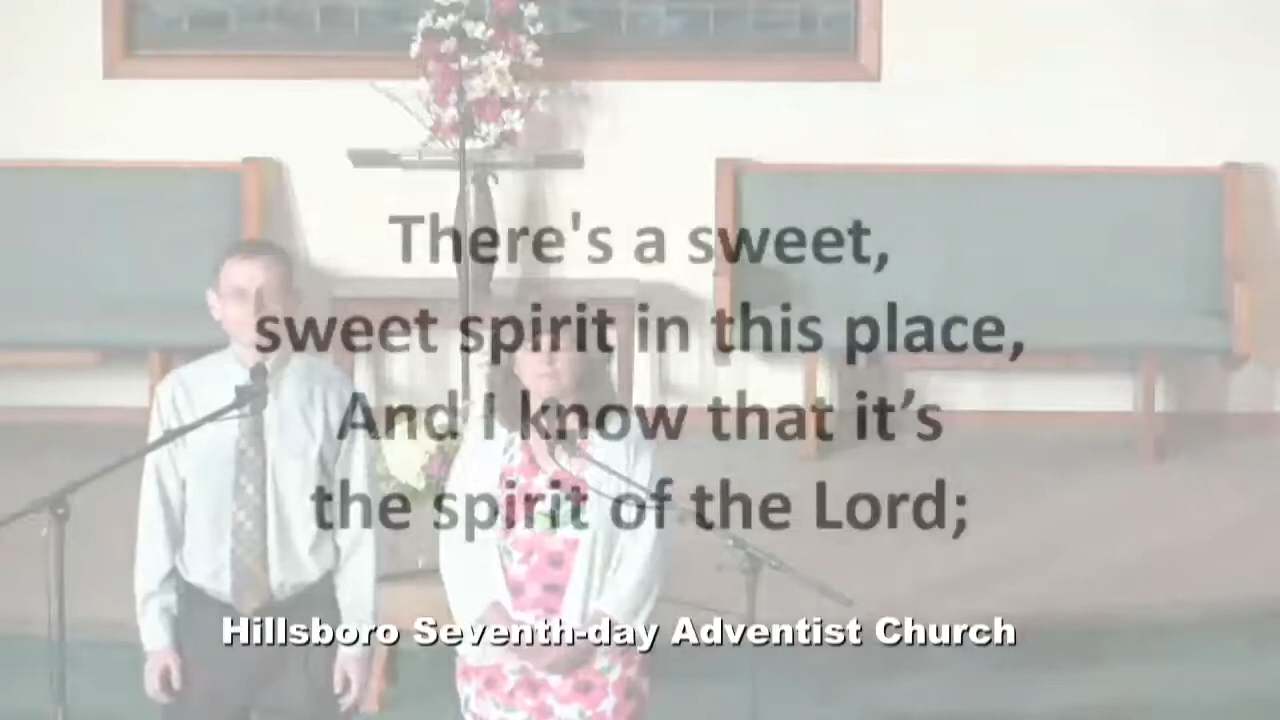 There's a sweet,
sweet spirit in this place,
And I know that it’s
the spirit of the Lord;
Hillsboro Seventh-day Adventist Church